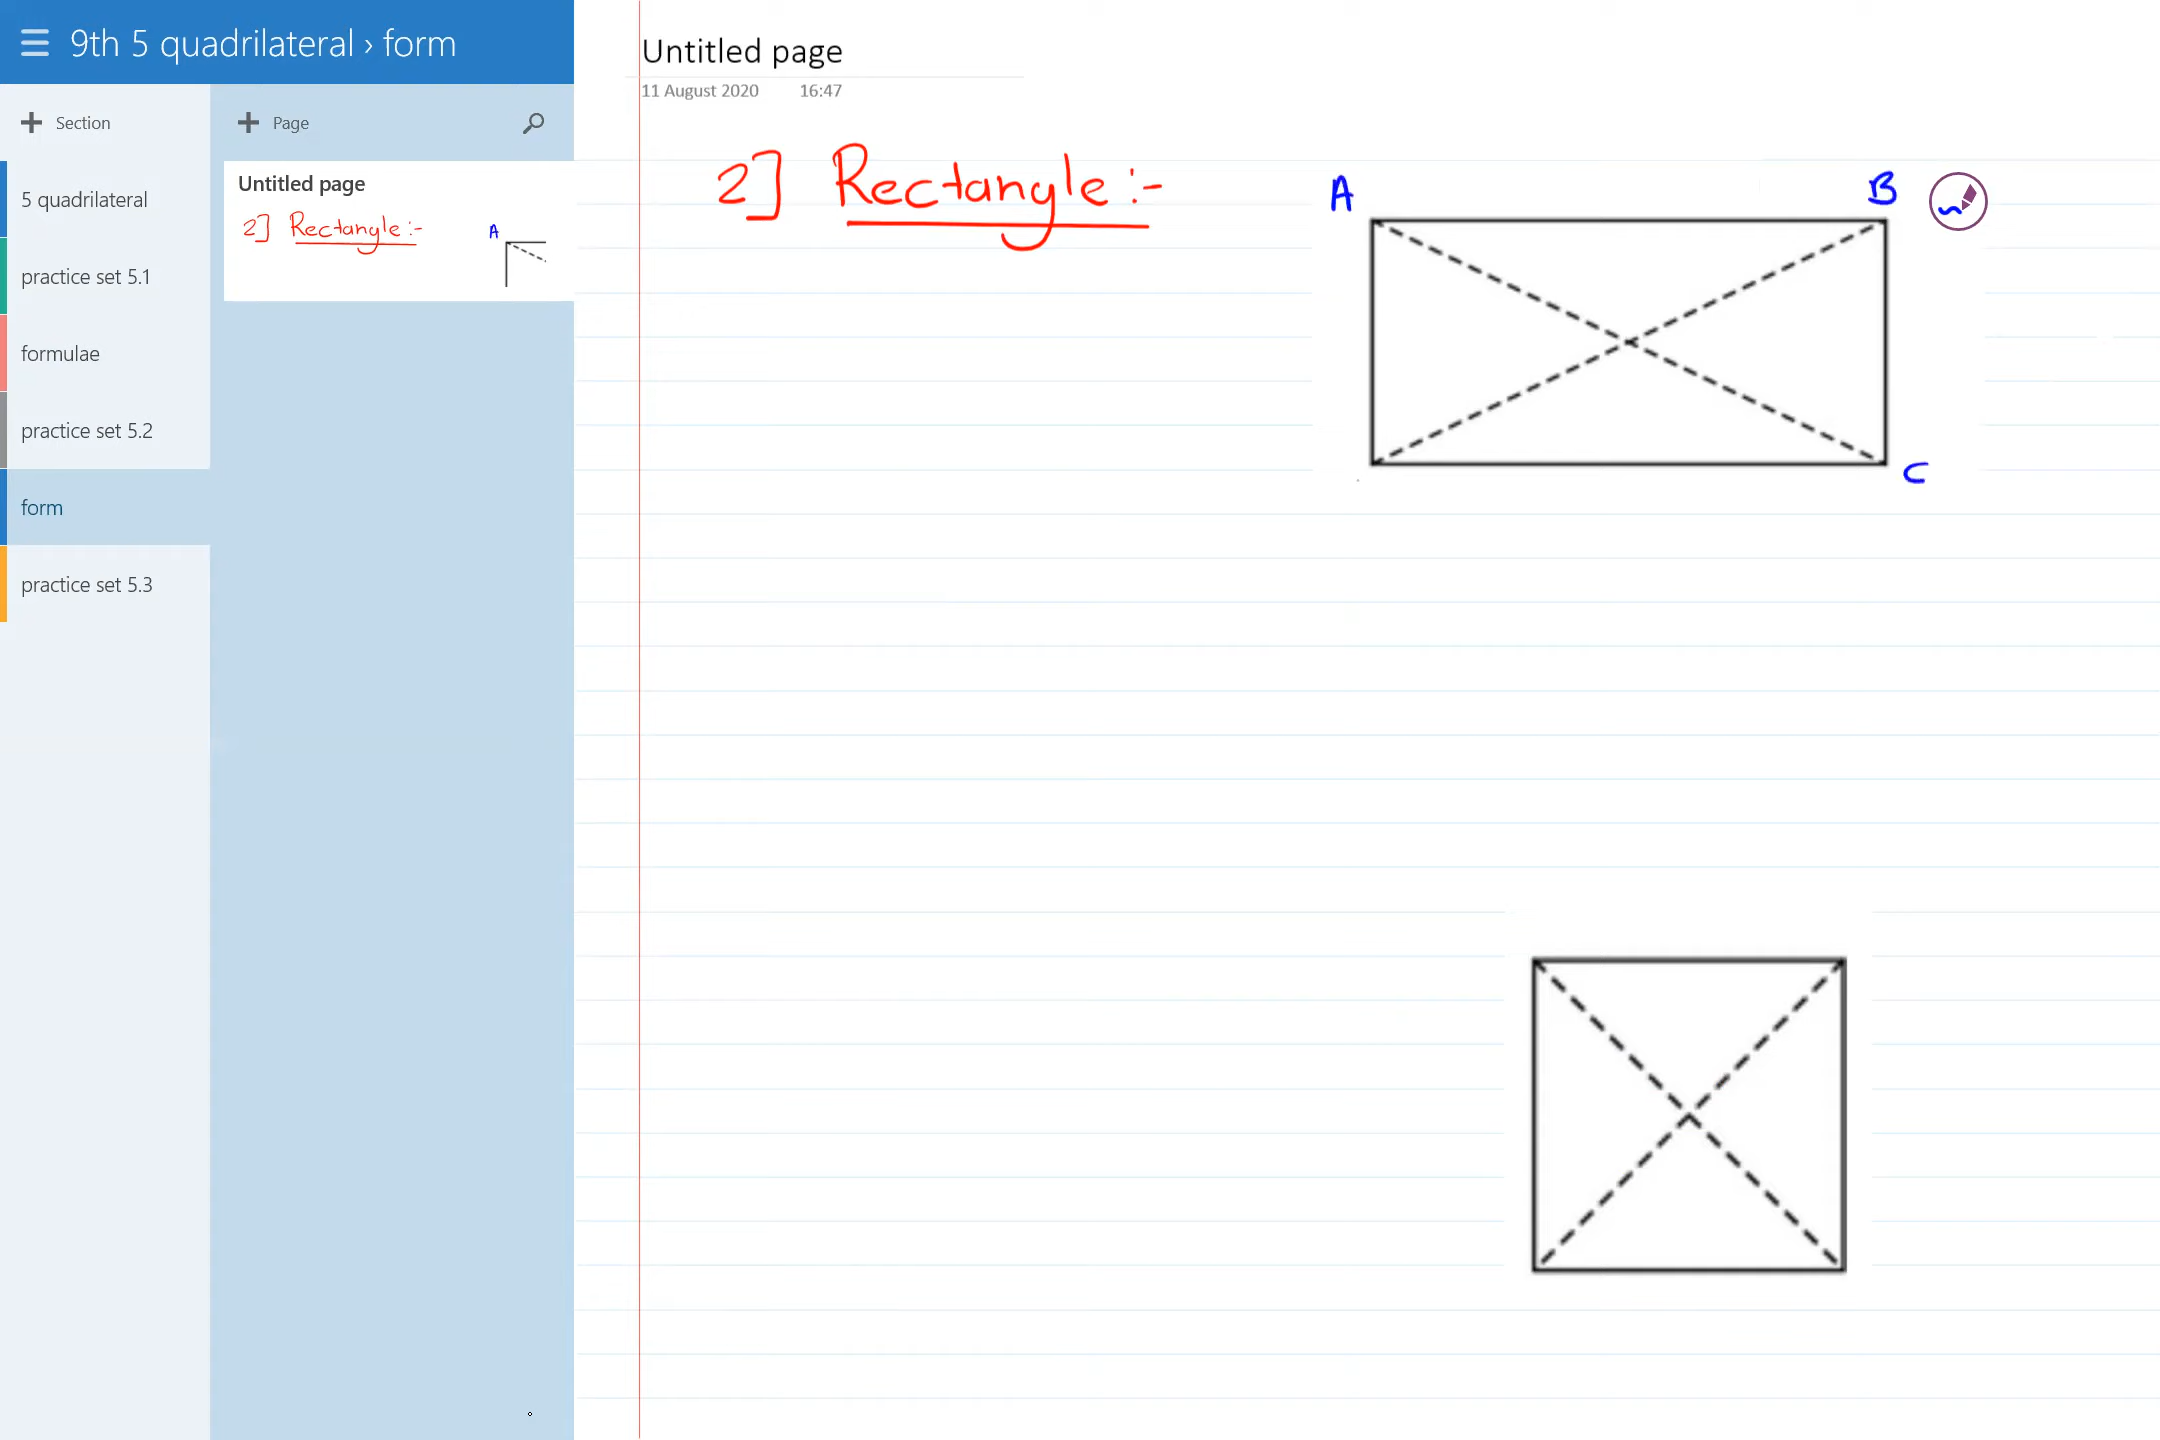 9th 5 quadrilateral › form
Section
Page
5 quadrilateral
practice set 5.1
formulae
practice set 5.2
form
practice set 5.3
Untitled page
2] Rectangle :-
A
Untitled page
11 August 2020 16:47
2] Rectangle :-
A
B
C